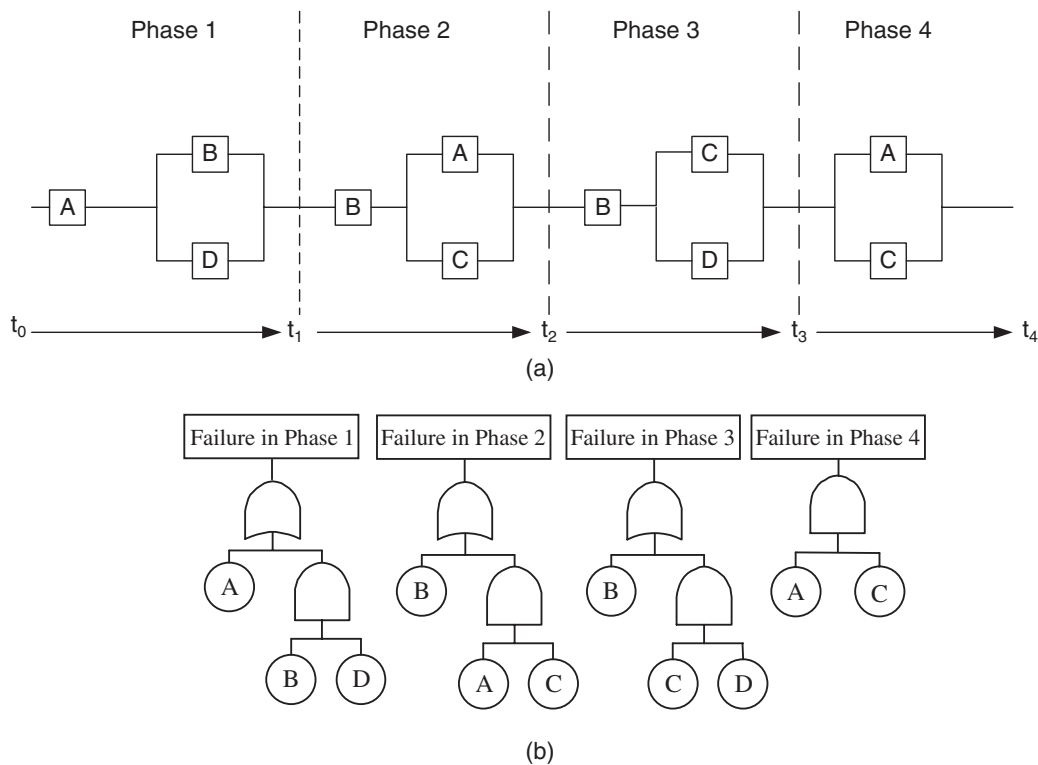 Phase 1 Phase 2 Phase 3 Phase 4
B A C A
A B B
D C D C
t0 t1 t2 t3 t4
(a)
Failure in Phase 1 Failure in Phase 2 Failure in Phase 3 Failure in Phase 4
A B B A C
B D A C C D
(b)